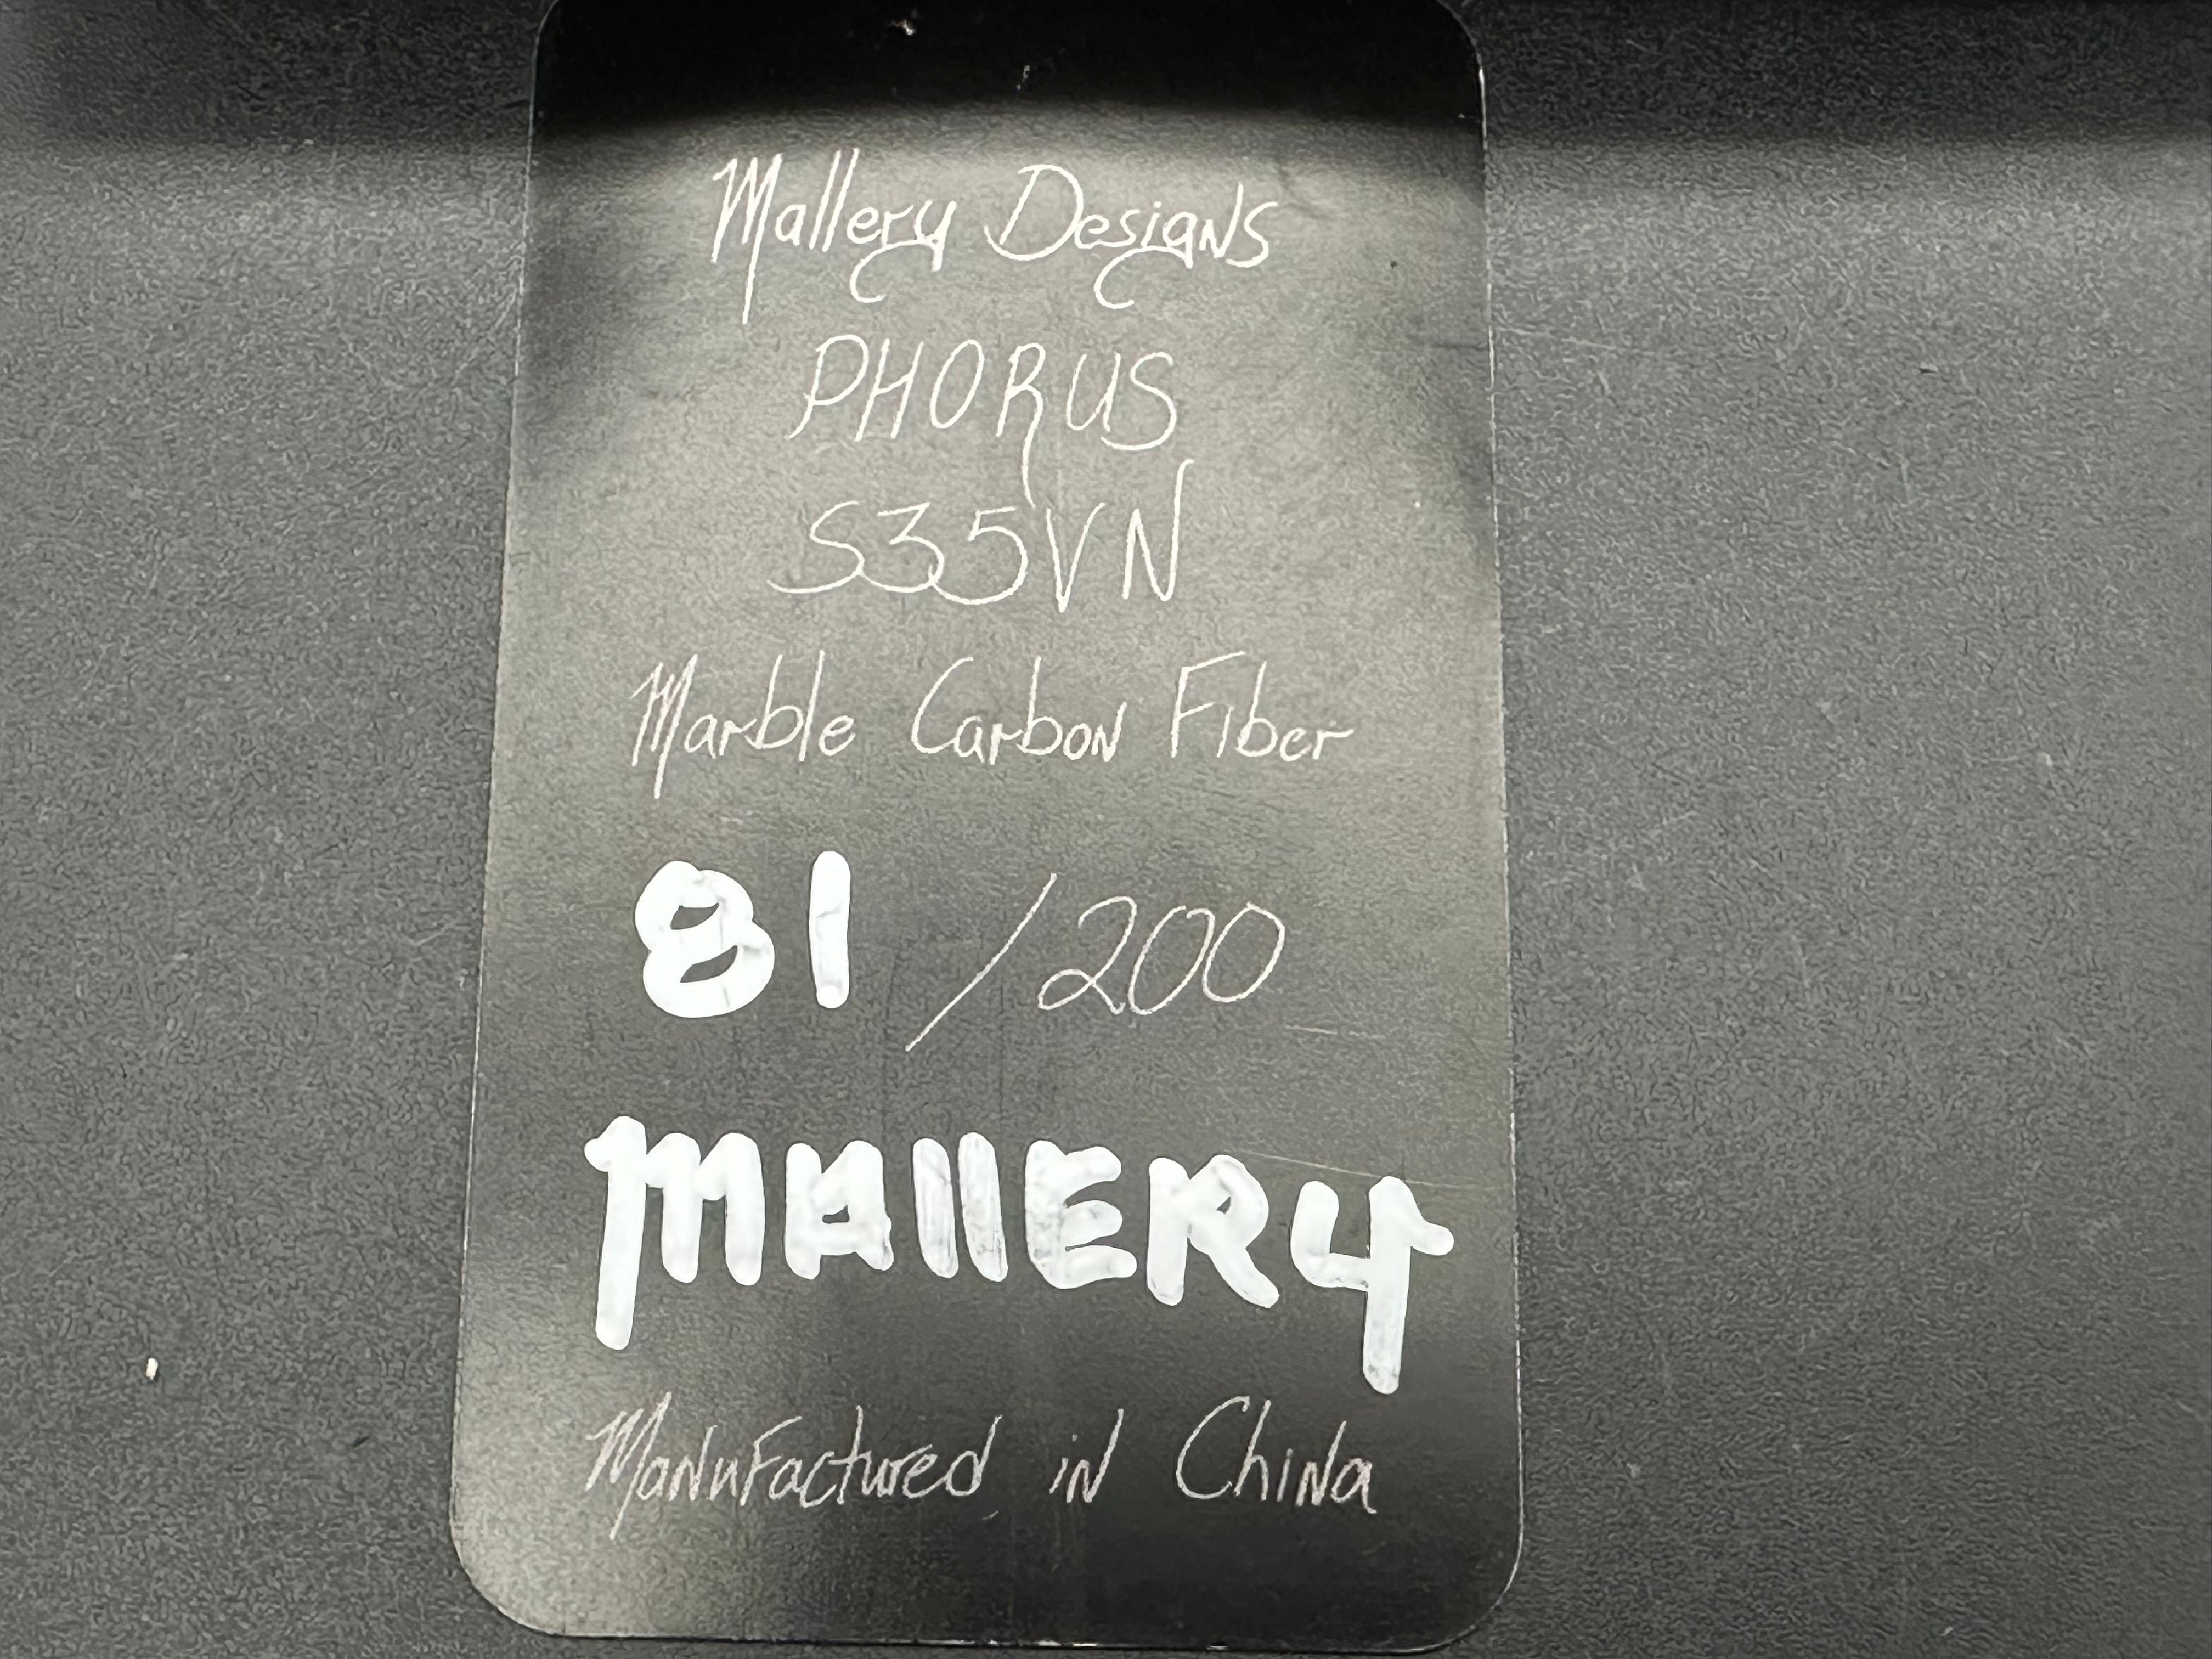 Mallery Designs
PHORUS
S35VN
Marble Carbon Fiber
81 /200
MAllERY
Manufactured in China